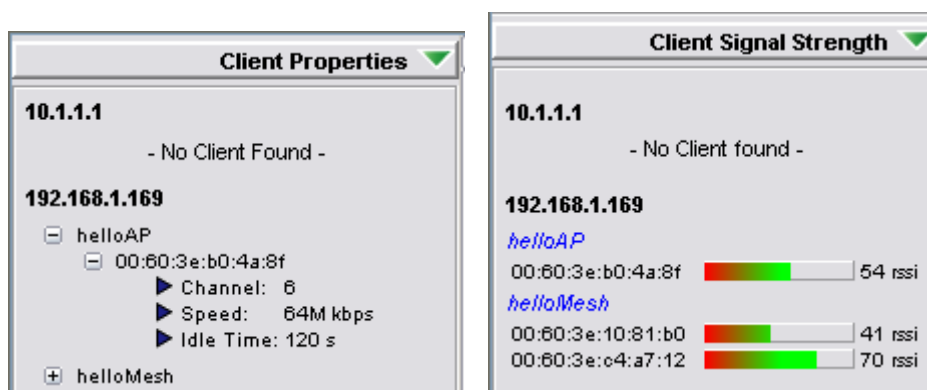 Client Properties
10.1.1.1
- No Client Found -
192.168.1.169
helloAP
00:60:3e:b0:4a:8f
Channel: 6
Speed: 64M kbps
Idle Time: 120 s
helloMesh
Client Signal Strength
10.1.1.1
- No Client found -
192.168.1.169
helloAP
00:60:3e:b0:4a:8f 54 rssi
helloMesh
00:60:3e:10:81:b0 41 rssi
00:60:3e:c4:a7:12 70 rssi